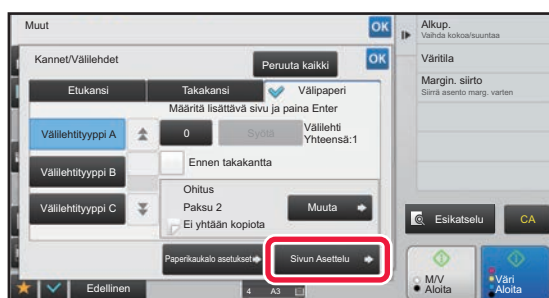 Muut
OK
Kannet/Välilehdet
Peruuta kaikki
OK
Etukansi
Takakansi
Välipaperi
Määritä lisättävä sivu ja paina Enter
Välilehtityyppi A
0
Syötä
Välilehti
Yhteensä:1
Ennen takakantta
Välilehtityyppi B
Ohitus
Paksu 2
Ei yhtään kopiota
Muuta
Välilehtityyppi C
Paperikaukalo asetukset
Sivun Asettelu
Edellinen
4
A3
Alkup.
Vaihda kokoa/suuntaa
Väritila
Margin. siirto
Siirrä asento marg. varten
Esikatselu
CA
M/V
Aloita
Väri
Aloita